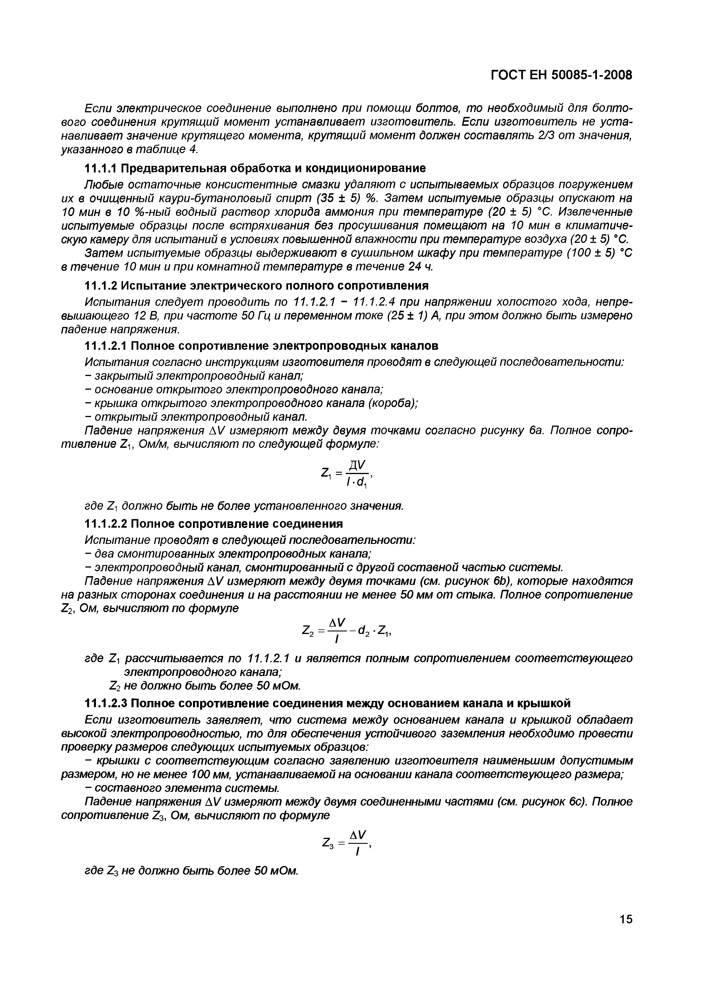 ГОСТ ЕН 50085-1-2008
Если электрическое соединение выполнено при помощи болтов, то необходимый для болто-
вого соединения крутящий момент устанавливает изготовитель. Если изготовитель не уста-
навливает значение крутящего момента, крутящий момент должен составлять 2/3 от значения,
указанного в таблице 4.
11.1.1 Предварительная обработка и кондиционирование
Любые остаточные консистентные смазки удаляют с испытываемых образцов погружением
их в очищенный каури-бутаноловый спирт (35 ± 5) %. Затем испытуемые образцы опускают на
10 мин в 10 %-ный водный раствор хлорида аммония при температуре (20 ± 5) °С. Извлеченные
испытуемые образцы после встряхивания без просушивания помещают на 10 мин в климатиче-
скую камеру для испытаний в условиях повышенной влажности при температуре воздуха (20 ± 5) °С.
Затем испытуемые образцы выдерживают в сушильном шкафу при температуре (100 ± 5) °С
в течение 10 мин и при комнатной температуре в течение 24 ч.
11.1.2 Испытание электрического полного сопротивления
Испытания следует проводить по 11.1.2.1 – 11.1.2.4 при напряжении холостого хода, непре-
вышающего 12 В, при частоте 50 Гц и переменном токе (25 ± 1) А, при этом должно быть измерено
падение напряжения.
11.1.2.1 Полное сопротивление электропроводных каналов
Испытания согласно инструкциям изготовителя проводят в следующей последовательности:
– закрытый электропроводный канал;
– основание открытого электропроводного канала;
– крышка открытого электропроводного канала (короба);
– открытый электропроводный канал.
Падение напряжения ΔV измеряют между двумя точками согласно рисунку 6а. Полное сопро-
тивление Z₁, Ом/м, вычисляют по следующей формуле:
Z₁ = ДV / I · d₁,
где Z₁ должно быть не более установленного значения.
11.1.2.2 Полное сопротивление соединения
Испытание проводят в следующей последовательности:
– два смонтированных электропроводных канала;
– электропроводный канал, смонтированный с другой составной частью системы.
Падение напряжения ΔV измеряют между двумя точками (см. рисунок 6b), которые находятся
на разных сторонах соединения и на расстоянии не менее 50 мм от стыка. Полное сопротивление
Z₂, Ом, вычисляют по формуле
Z₂ = ΔV / I – d₂ · Z₁,
где Z₁ рассчитывается по 11.1.2.1 и является полным сопротивлением соответствующего
электропроводного канала;
Z₂ не должно быть более 50 мОм.
11.1.2.3 Полное сопротивление соединения между основанием канала и крышкой
Если изготовитель заявляет, что система между основанием канала и крышкой обладает
высокой электропроводностью, то для обеспечения устойчивого заземления необходимо провести
проверку размеров следующих испытуемых образцов:
– крышки с соответствующим согласно заявлению изготовителя наименьшим допустимым
размером, но не менее 100 мм, устанавливаемой на основании канала соответствующего размера;
– составного элемента системы.
Падение напряжения ΔV измеряют между двумя соединенными частями (см. рисунок 6с). Полное
сопротивление Z₃, Ом, вычисляют по формуле
Z₃ = ΔV / I,
где Z₃ не должно быть более 50 мОм.
15